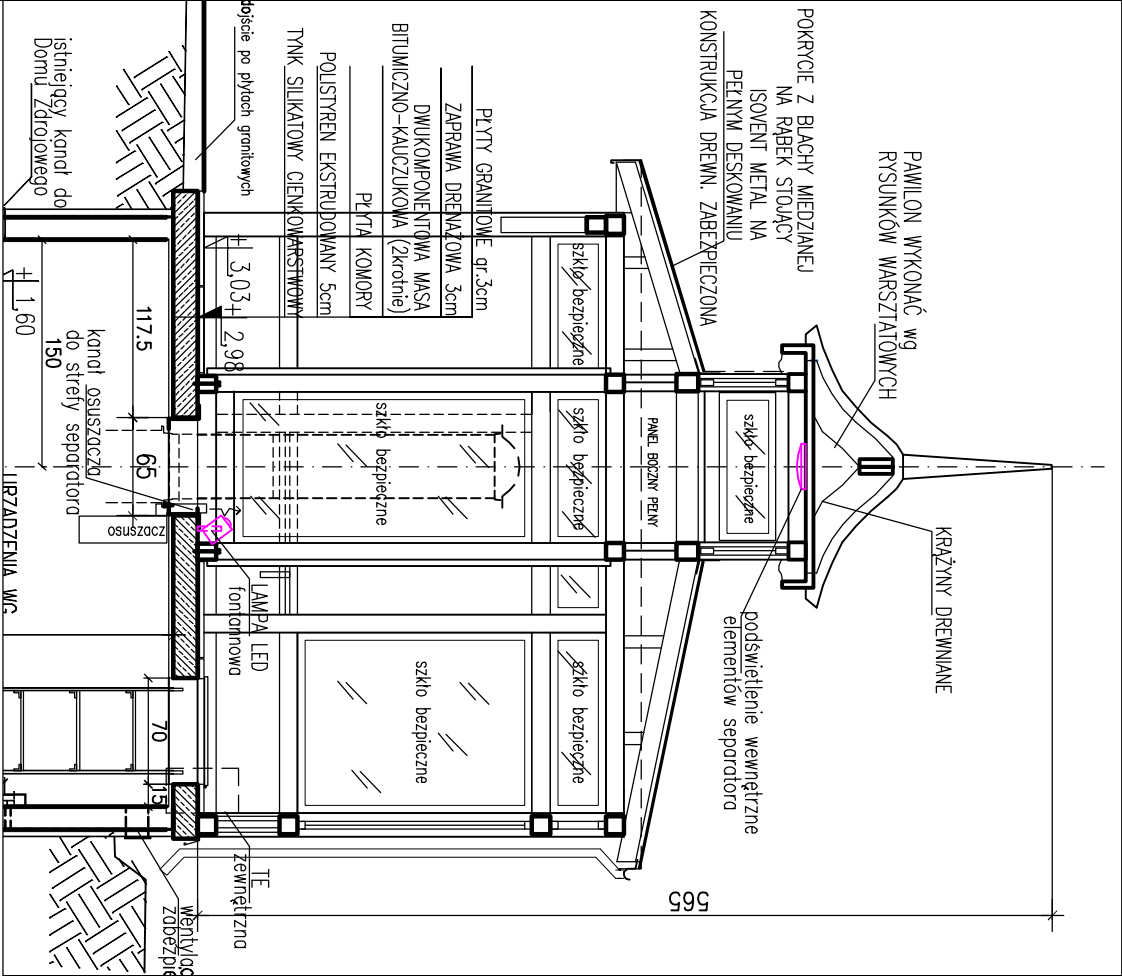 PAWILON WYKONAĆ wg
RYSUNKÓW WARSZTATOWYCH
KRĄŻYNY DREWNIANE
POKRYCIE Z BLACHY MIEDZIANEJ
NA RĄBEK STOJĄCY
ISOVENT METAL NA
PEŁNYM DESKOWANIU
KONSTRUKCJA DREWN. ZABEZPIECZONA
podświetlenie wewnętrzne
elementów separatora
szkło bezpieczne
PANEL BOCZNY PEŁNY
szkło bezpieczne
szkło bezpieczne
szkło bezpieczne
szkło bezpieczne
szkło bezpieczne
PŁYTY GRANITOWE gr.3cm
ZAPRAWA DRENAŻOWA 3cm
DWUKOMPONENTOWA MASA
BITUMICZNO-KAUCZUKOWA (2krotnie)
PŁYTA KOMORY
POLISTYREN EKSTRUDOWANY 5cm
TYNK SILIKATOWY CIENKOWARSTWOWY
dojście po płytach granitowych
+ 3,03
+ 2,98
LAMPA LED
fontannowa
TE
zewnętrzna
565
istniejący kanał do
Domu Zdrojowego
117.5
65
70
15
osuszacz
kanał osuszacza
do strefy separatora
150
+ 1,60
URZĄDZENIA WG